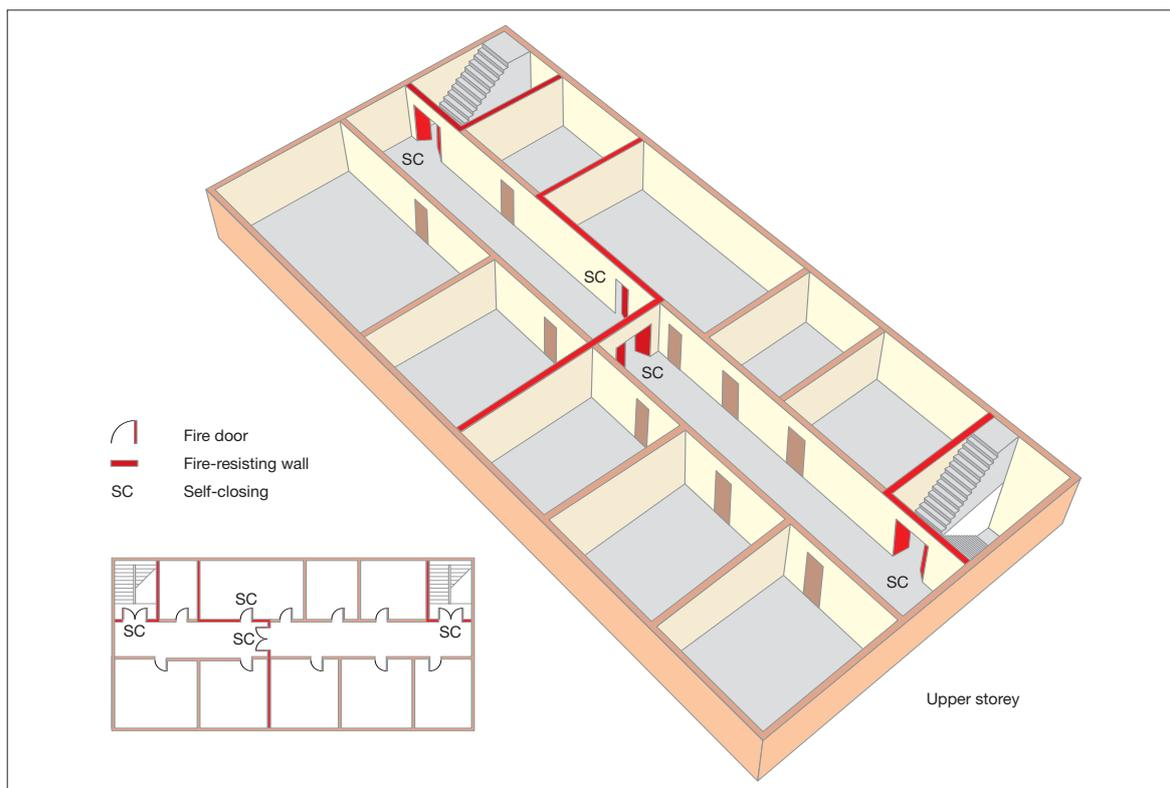 SC
SC
SC
Fire door
Fire-resisting wall
SC Self-closing
SC
SC
SC
SC
SC
Upper storey